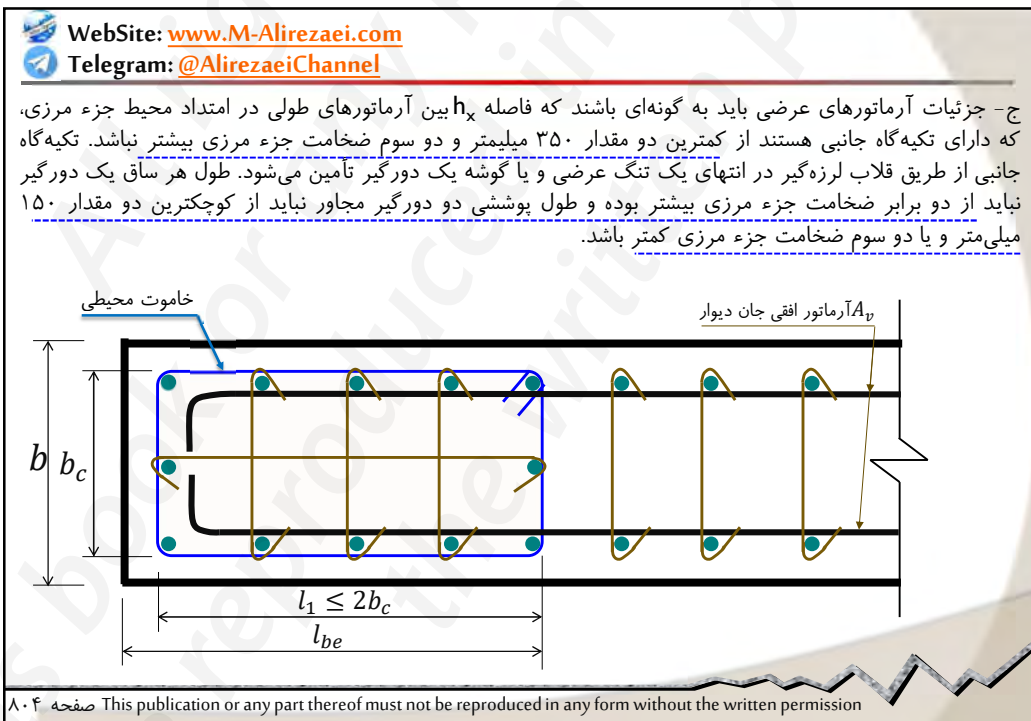 WebSite: www.M-Alirezaei.com
Telegram: @AlirezaeiChannel
ج- جزئیات آرماتورهای عرضی باید به گونه‌ای باشند که فاصله hx بین آرماتورهای طولی در امتداد محیط جزء مرزی،
که دارای تکیه‌گاه جانبی هستند از کمترین دو مقدار ۳۵۰ میلیمتر و دو سوم ضخامت جزء مرزی بیشتر نباشد. تکیه‌گاه
جانبی از طریق قلاب لرزه‌گیر در انتهای یک تنگ عرضی و یا گوشه یک دورگیر تأمین می‌شود. طول هر ساق یک دورگیر
نباید از دو برابر ضخامت جزء مرزی بیشتر بوده و طول پوششی دو دورگیر مجاور نباید از کوچکترین دو مقدار ۱۵۰
میلی‌متر و یا دو سوم ضخامت جزء مرزی کمتر باشد.
خاموت محیطی
آرماتور افقی جان دیوار Av
b
bc
l1 ≤ 2bc
lbe
صفحه ۸۰۴ This publication or any part thereof must not be reproduced in any form without the written permission